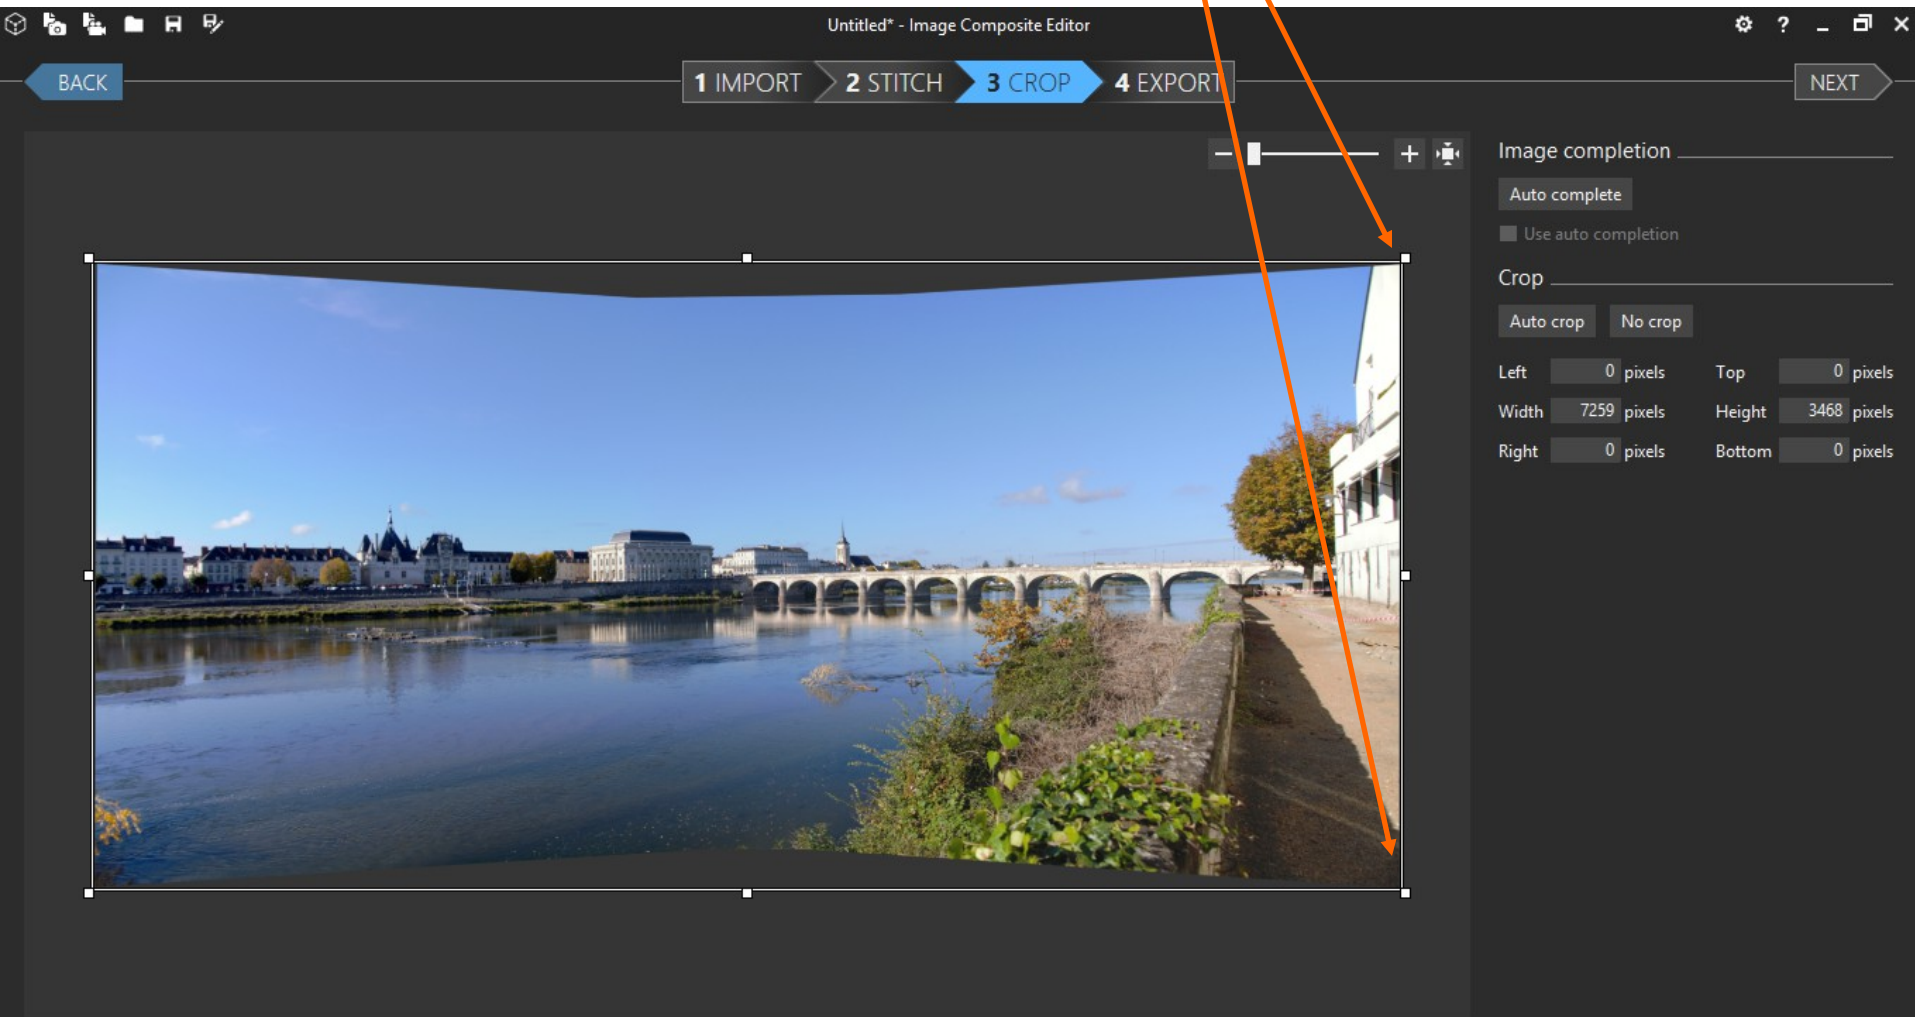 Untitled* - Image Composite Editor
BACK
1 IMPORT 2 STITCH 3 CROP 4 EXPORT
NEXT
Image completion
Auto complete
Use auto completion
Crop
Auto crop No crop
Left 0 pixels Top 0 pixels
Width 7259 pixels Height 3468 pixels
Right 0 pixels Bottom 0 pixels